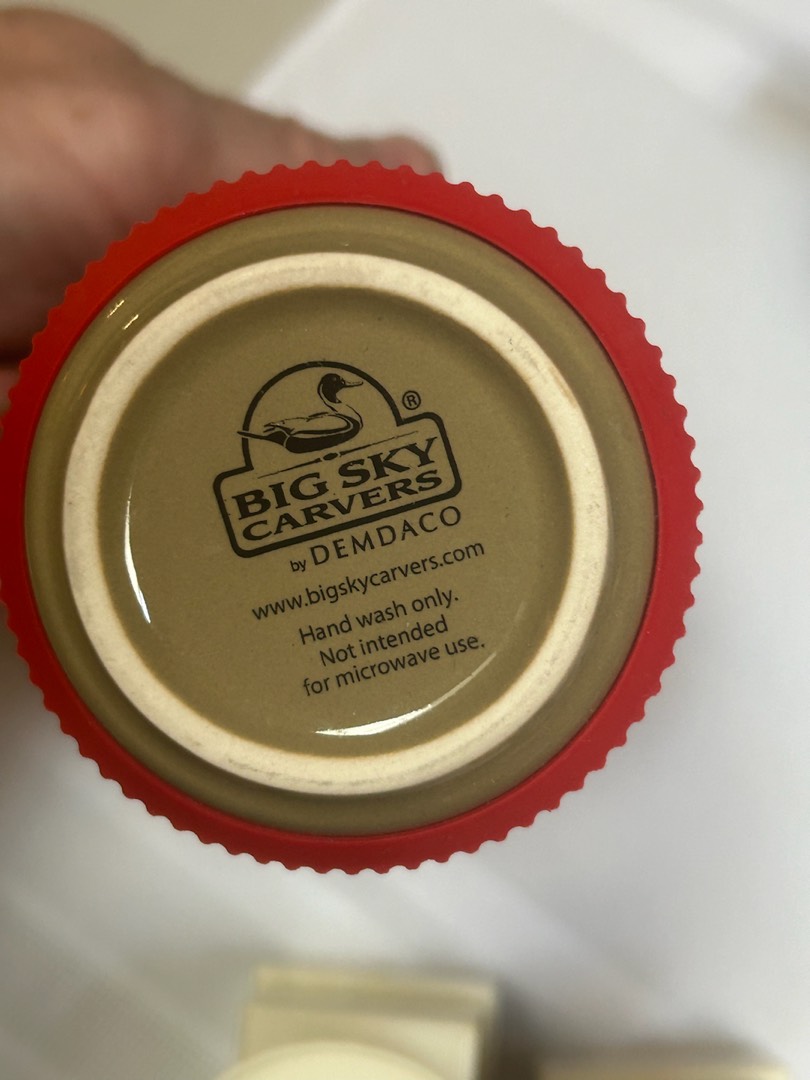 ®
BIG SKY
CARVERS
by DEMDACO
www.bigskycarvers.com
Hand wash only.
Not intended
for microwave use.